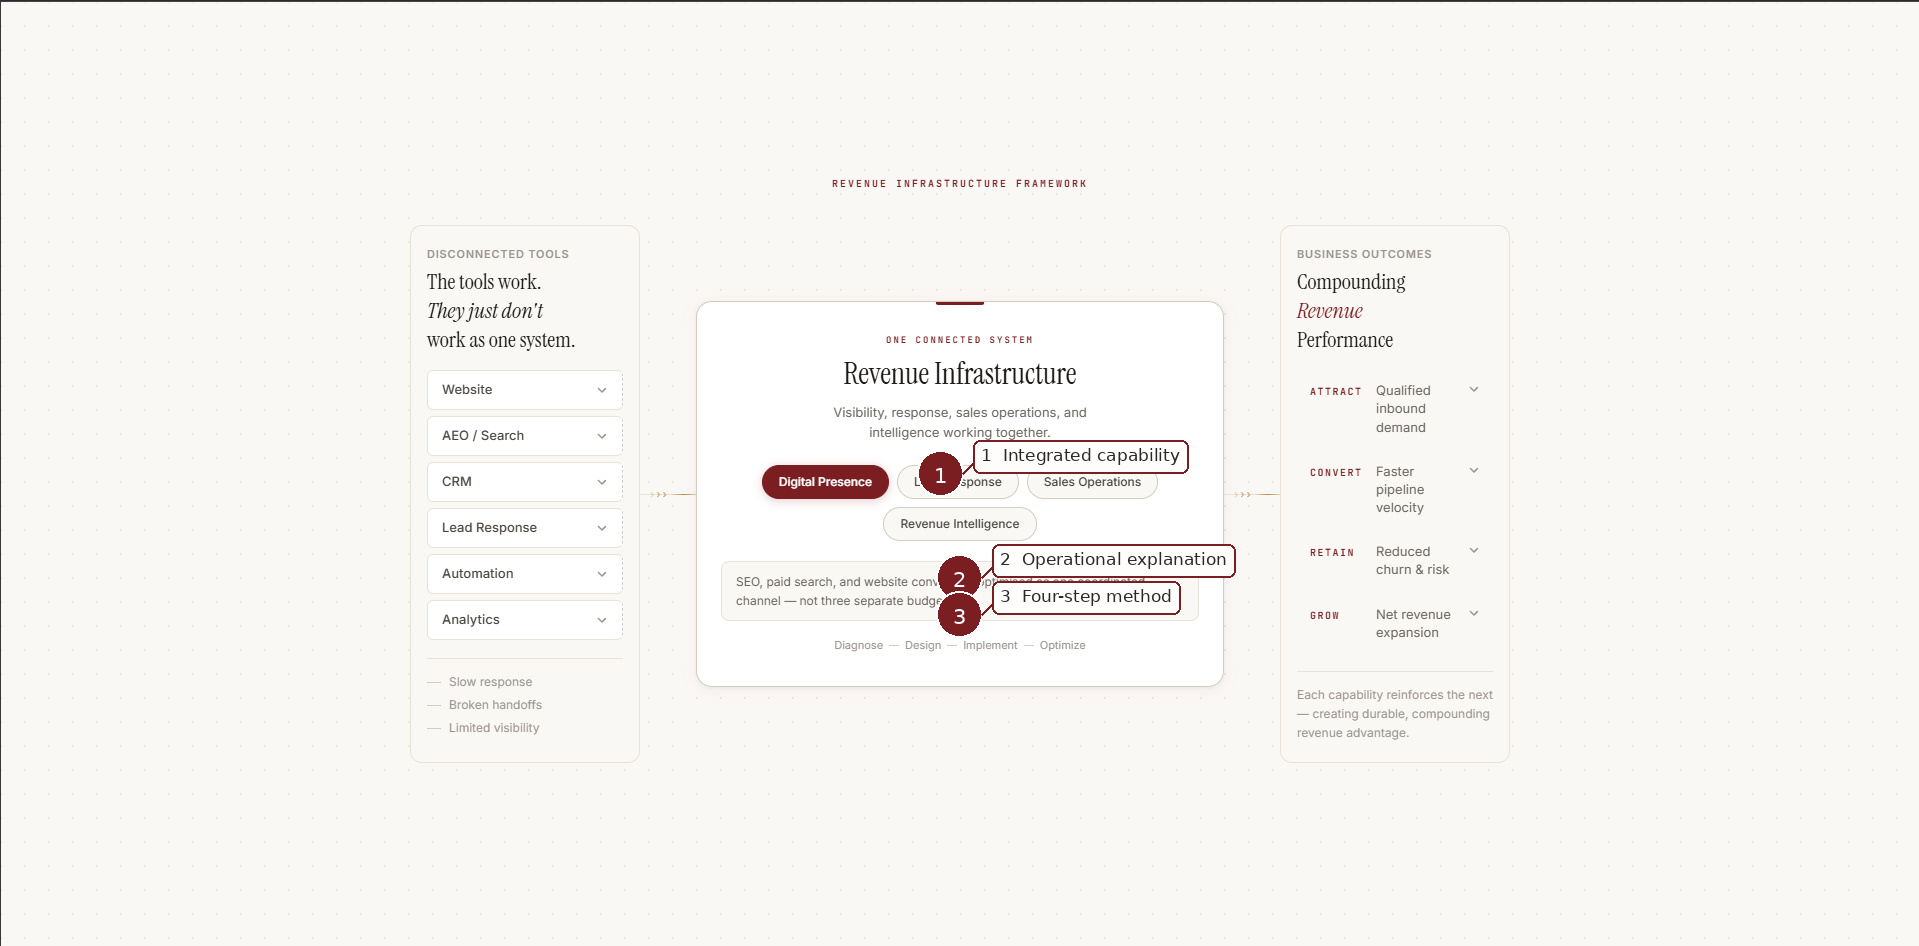 REVENUE INFRASTRUCTURE FRAMEWORK
DISCONNECTED TOOLS
The tools work.
They just don't
work as one system.
Website
AEO / Search
CRM
Lead Response
Automation
Analytics
Slow response
Broken handoffs
Limited visibility
ONE CONNECTED SYSTEM
Revenue Infrastructure
Visibility, response, sales operations, and
intelligence working together.
1
1 Integrated capability
Digital Presence
Sales Operations
Revenue Intelligence
2
2 Operational explanation
SEO, paid search, and website
3
3 Four-step method
channel — not three separate
Diagnose — Design — Implement — Optimize
BUSINESS OUTCOMES
Compounding
Revenue
Performance
ATTRACT Qualified
inbound
demand
CONVERT Faster
pipeline
velocity
RETAIN Reduced
churn & risk
GROW Net revenue
expansion
Each capability reinforces the next
— creating durable, compounding
revenue advantage.